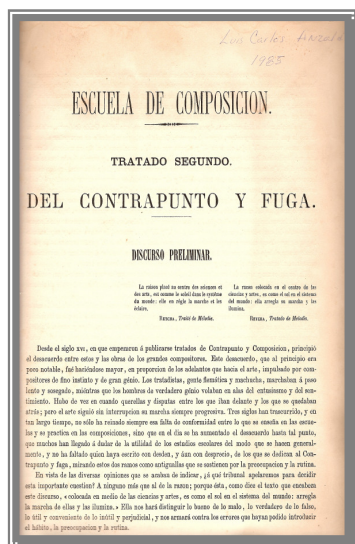 Luis Carlos
1985
ESCUELA DE COMPOSICION.
TRATADO SEGUNDO.
DEL CONTRAPUNTO Y FUGA.
DISCURSO PRELIMINAR.
La raison placé au centre des sciences et
des arts, est comme le soleil dans le système
du monde: elle en règle la marche et les
éclaire.
REICHA, Traité de Mélodie.
La razon colocada en el centro de las
ciencias y artes, es como el sol en el sistema
del mundo: ella arregla su marcha y las
ilumina.
REICHA, Tratado de Melodía.
Desde el siglo XVI, en que empezaron á publicarse tratados de Contrapunto y Composicion, principió
el desacuerdo entre estos y las obras de los grandes compositores. Este desacuerdo, que al principio era
poco notable, fué haciéndose mayor, en proporcion de los adelantos que hacia el arte, impulsado por com-
positores de fino instinto y de gran génio. Los tratadistas, gente flemática y machucha, marchaban á paso
lento y sosegado, miéntras que los hombres de verdadero génio volaban en alas del entusiasmo y del sen-
timiento. Hubo de vez en cuando querellas y disputas entre los que iban delante y los que se quedaban
atrás; pero el arte siguió sin interrupcion su marcha siempre progresiva. Tres siglos han trascurrido, y en
tan largo tiempo, no sólo ha reinado siempre esa falta de conformidad entre lo que se enseña en las escue-
las y se practica en las composiciones, sino que en el dia se ha aumentado el desacuerdo hasta tal punto,
que muchos han llegado á dudar de la utilidad de los estudios escolares del modo que se hacen general-
mente, y no ha faltado quien haya escrito con desden, y áun con desprecio, de los que se dedican al Con-
trapunto y fuga, mirando estos dos ramos como antiguallas que se sostienen por la preocupacion y la rutina.
En vista de las diversas opiniones que se acaban de indicar, ¿á qué tribunal apelaremos para decidir
esta importante cuestion? A ninguno más que al de la razon; porque ésta, como dice el texto que encabeza
este discurso, «colocada en medio de las ciencias y artes, es como el sol en el sistema del mundo: arregla
la marcha de ellas y las ilumina.» Ella nos hará distinguir lo bueno de lo malo, lo verdadero de lo falso,
lo útil y conveniente de lo inútil y perjudicial, y nos armará contra los errores que hayan podido introducir
el hábito, la preocupacion y la rutina.